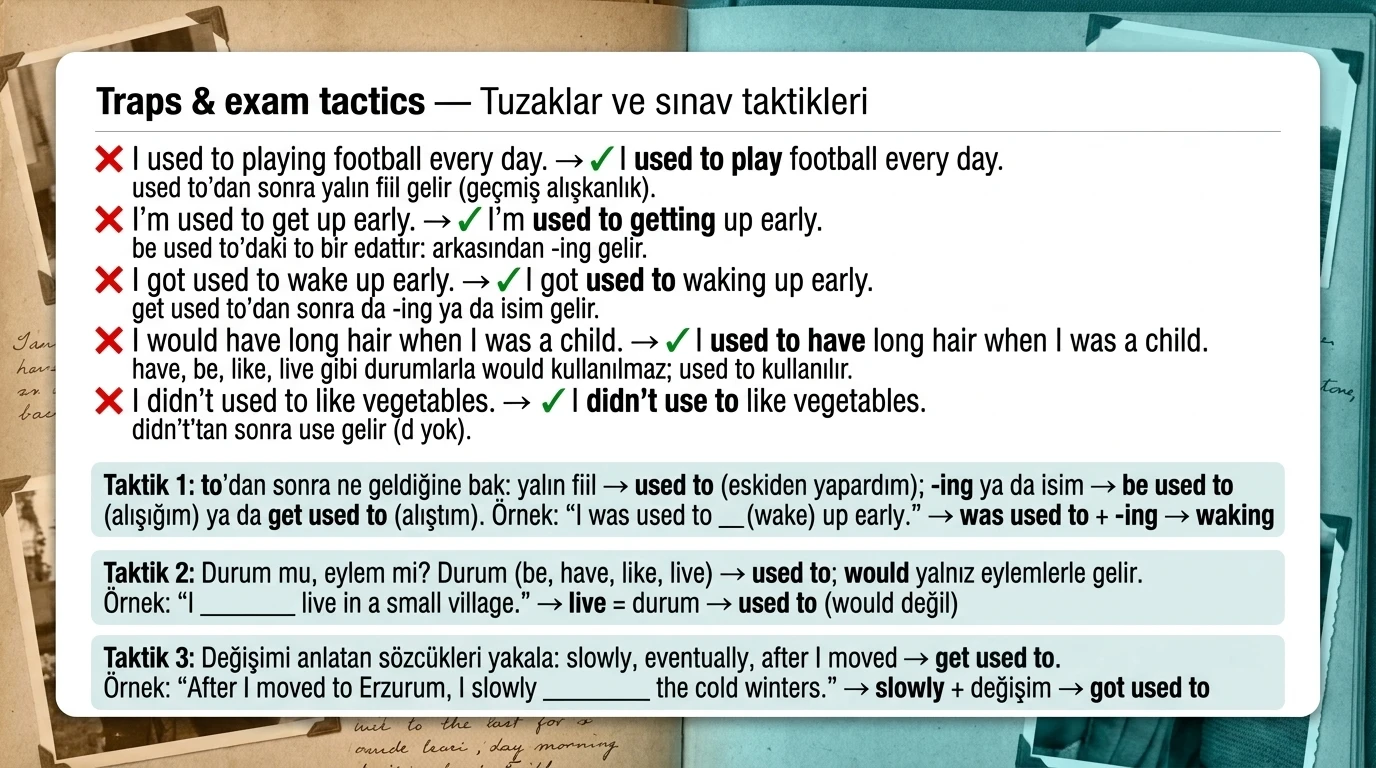 Traps & exam tactics — Tuzaklar ve sınav taktikleri
❌ I used to playing football every day. → ✓ I used to play football every day.
used to’dan sonra yalın fiil gelir (geçmiş alışkanlık).
❌ I’m used to get up early. → ✓ I’m used to getting up early.
be used to’daki to bir edattır: arkasından -ing gelir.
❌ I got used to wake up early. → ✓ I got used to waking up early.
get used to’dan sonra da -ing ya da isim gelir.
❌ I would have long hair when I was a child. → ✓ I used to have long hair when I was a child.
have, be, like, live gibi durumlarla would kullanılmaz; used to kullanılır.
❌ I didn’t used to like vegetables. → ✓ I didn’t use to like vegetables.
didn’t’tan sonra use gelir (d yok).
Taktik 1: to’dan sonra ne geldiğine bak: yalın fiil → used to (eskiden yapardım); -ing ya da isim → be used to
(alışığım) ya da get used to (alıştım). Örnek: “I was used to __(wake) up early.” → was used to + -ing → waking
Taktik 2: Durum mu, eylem mi? Durum (be, have, like, live) → used to; would yalnız eylemlerle gelir.
Örnek: “I ________ live in a small village.” → live = durum → used to (would değil)
Taktik 3: Değişimi anlatan sözcükleri yakala: slowly, eventually, after I moved → get used to.
Örnek: “After I moved to Erzurum, I slowly _________ the cold winters.” → slowly + değişim → got used to
to the last for a
day morning